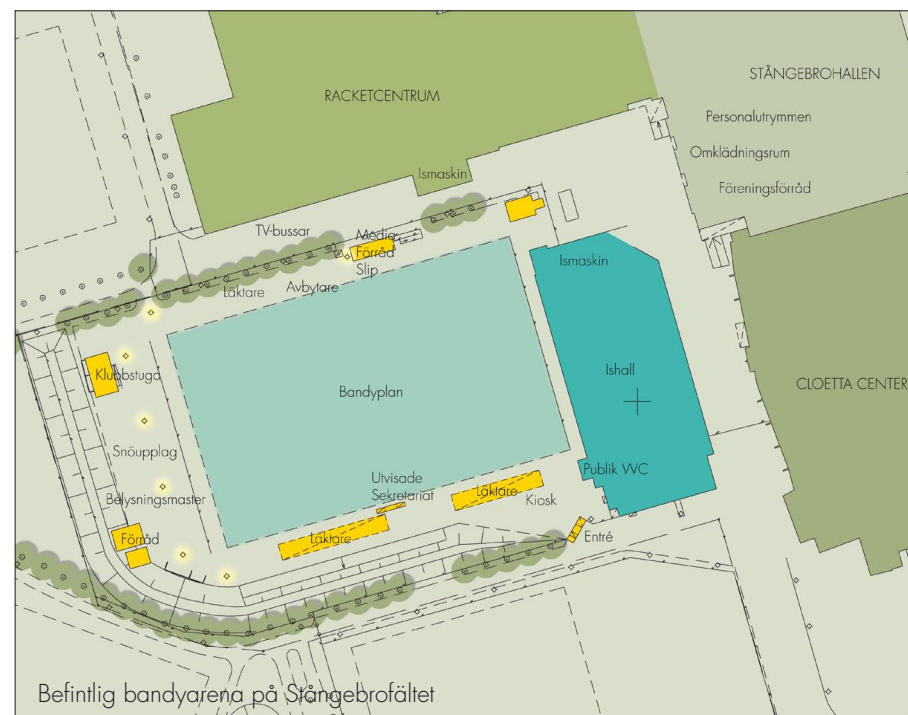 STÅNGEBROHALLEN
RACKETCENTRUM
Personalutrymmen
Omklädningsrum
Ismaskin
Föreningsförråd
TV-bussar
Media
Förråd
Slip
Ismaskin
Avbytare
Läktare
Klubbstuga
Ishall
CLOETTA CENTER
Bandyplan
Snöupplag
Publik WC
Utvisade
Sekretariat
Läktare
Kiosk
Belysningsmaster
Förråd
Läktare
Entré
Befintlig bandyarena på Stångebrofältet